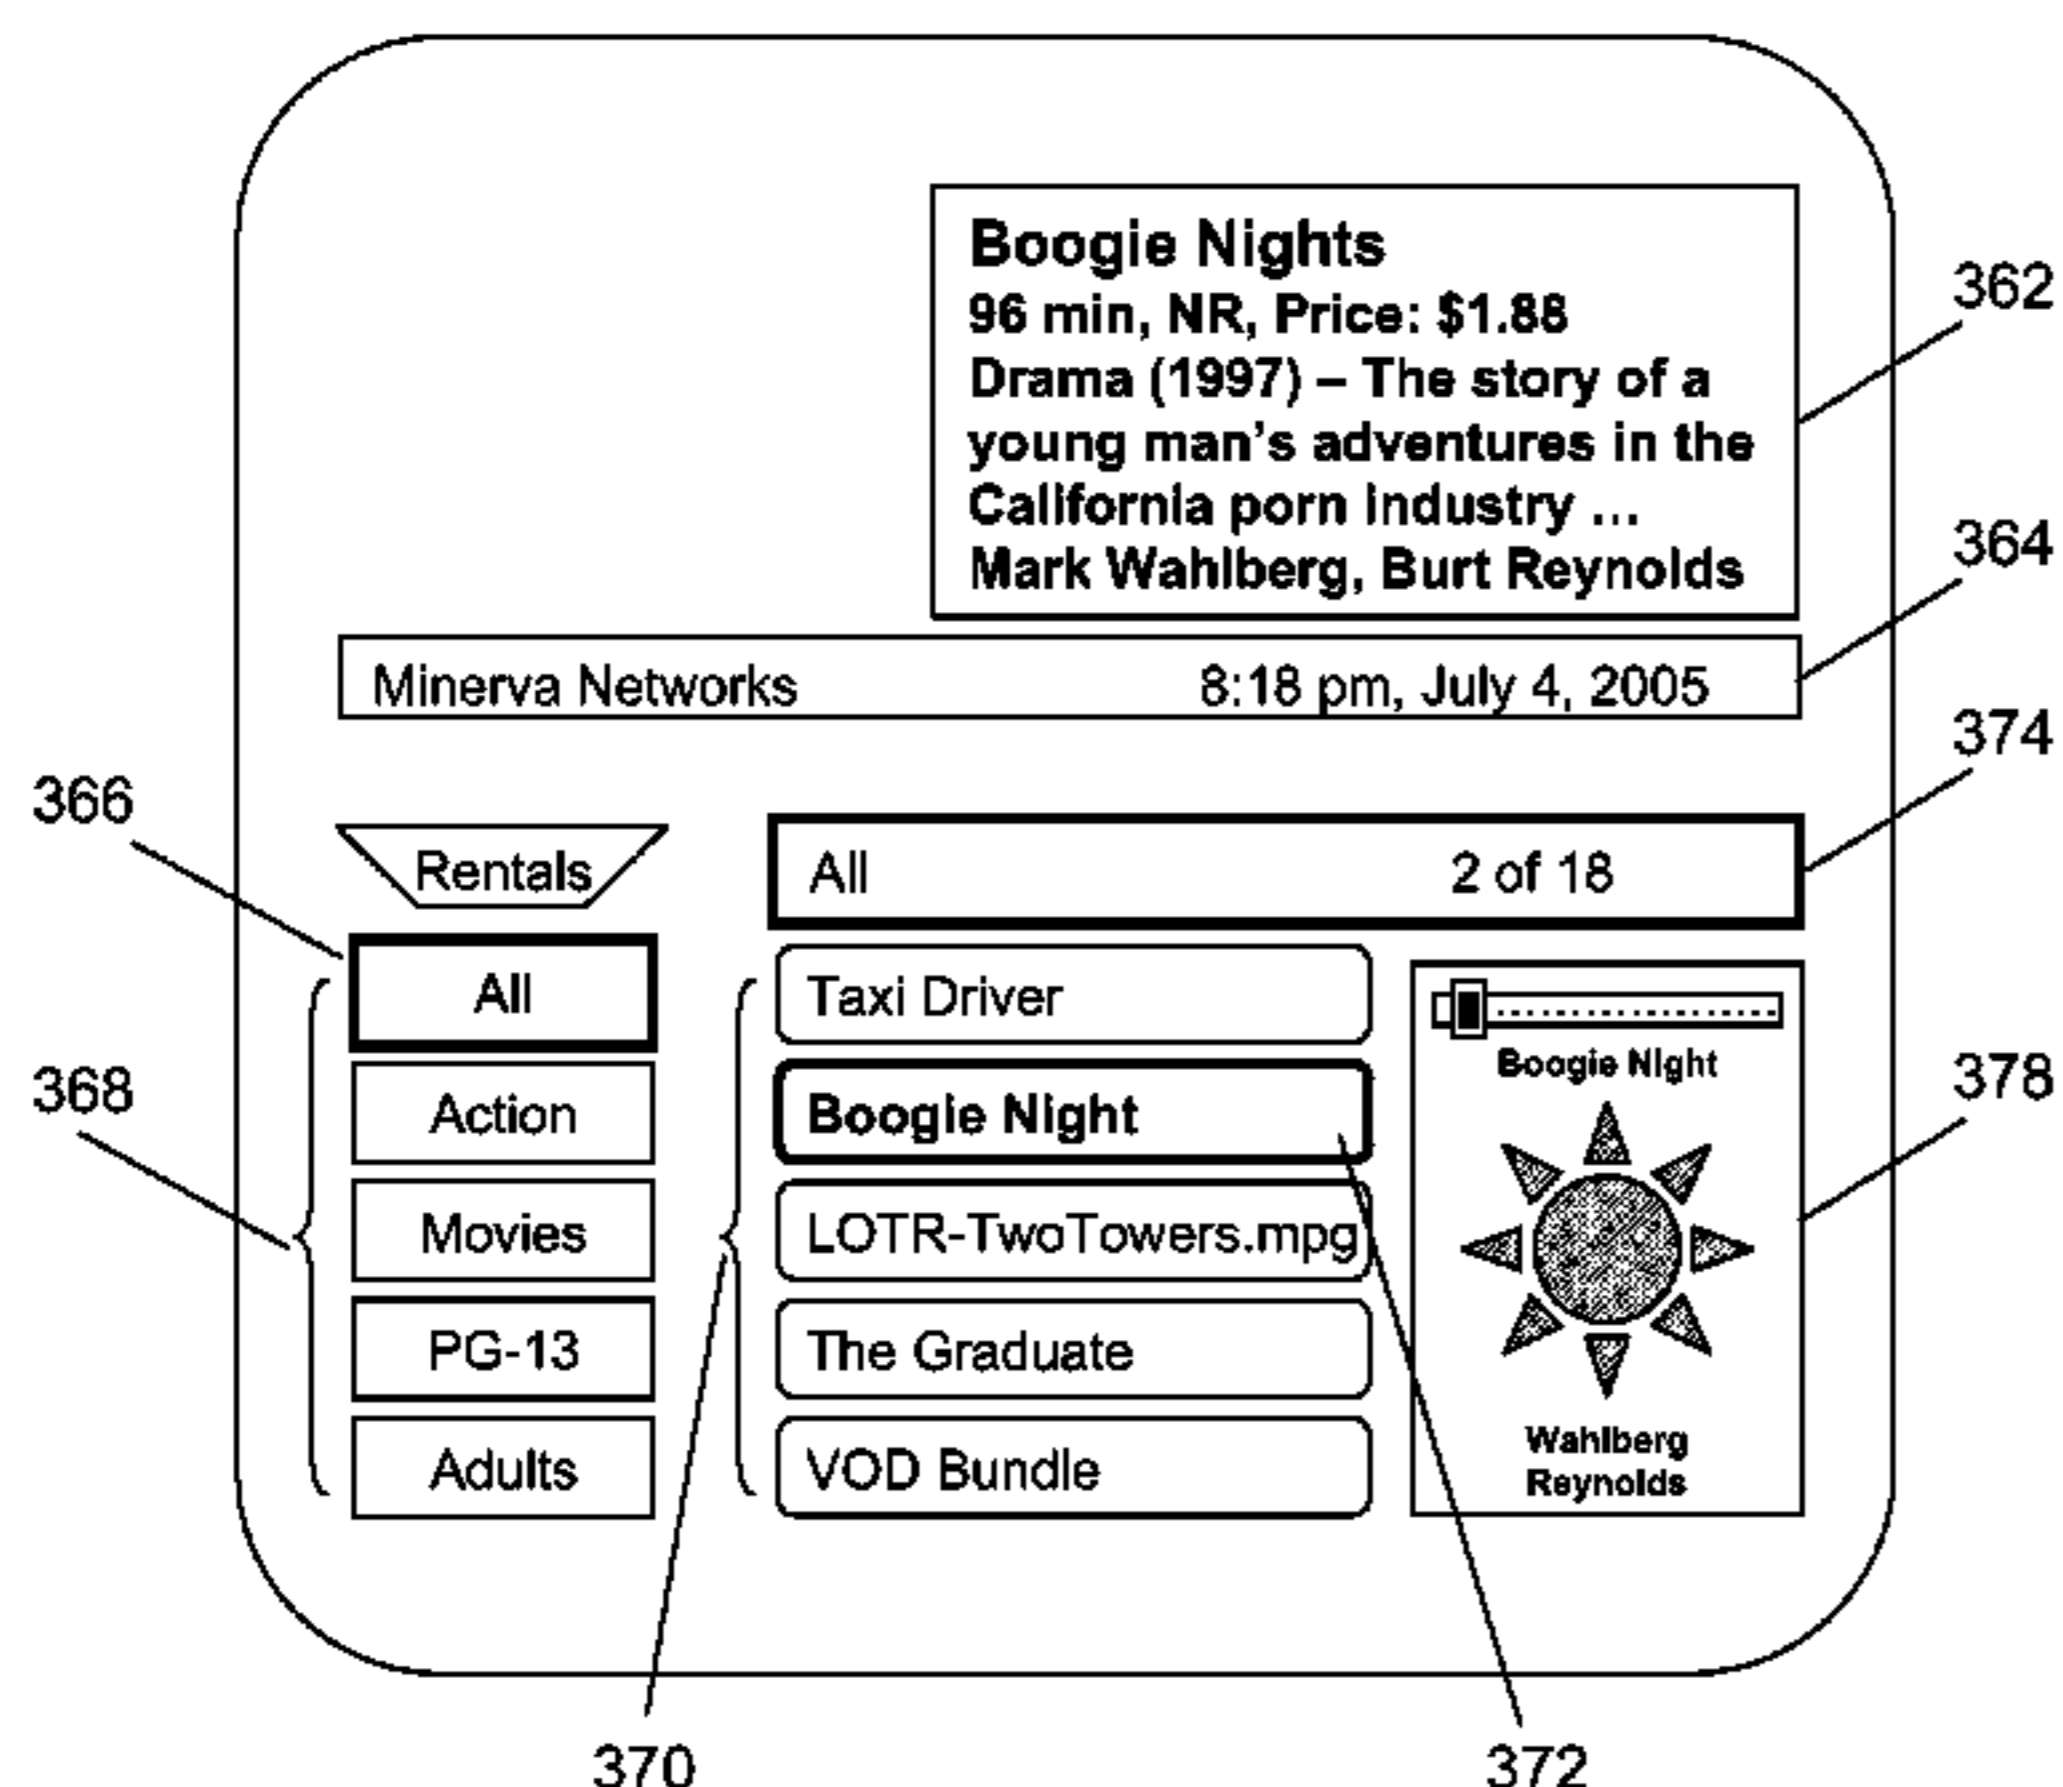 Boogie Nights
96 min, NR, Price: $1.88
Drama (1997) – The story of a
young man's adventures in the
California porn industry ...
Mark Wahlberg, Burt Reynolds
362
364
Minerva Networks 8:18 pm, July 4, 2005
374
366
Rentals
All 2 of 18
All
Action
Movies
PG-13
Adults
368
Taxi Driver
Boogie Night
LOTR-TwoTowers.mpg
The Graduate
VOD Bundle
Boogie Night
Wahlberg
Reynolds
378
370
372